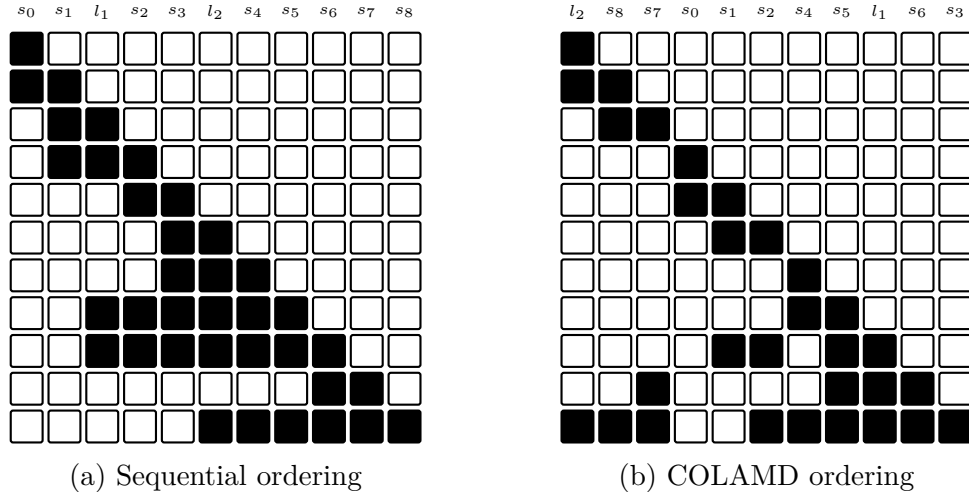 s0 s1 l1 s2 s3 l2 s4 s5 s6 s7 s8
l2 s8 s7 s0 s1 s2 s4 s5 l1 s6 s3
(a) Sequential ordering
(b) COLAMD ordering